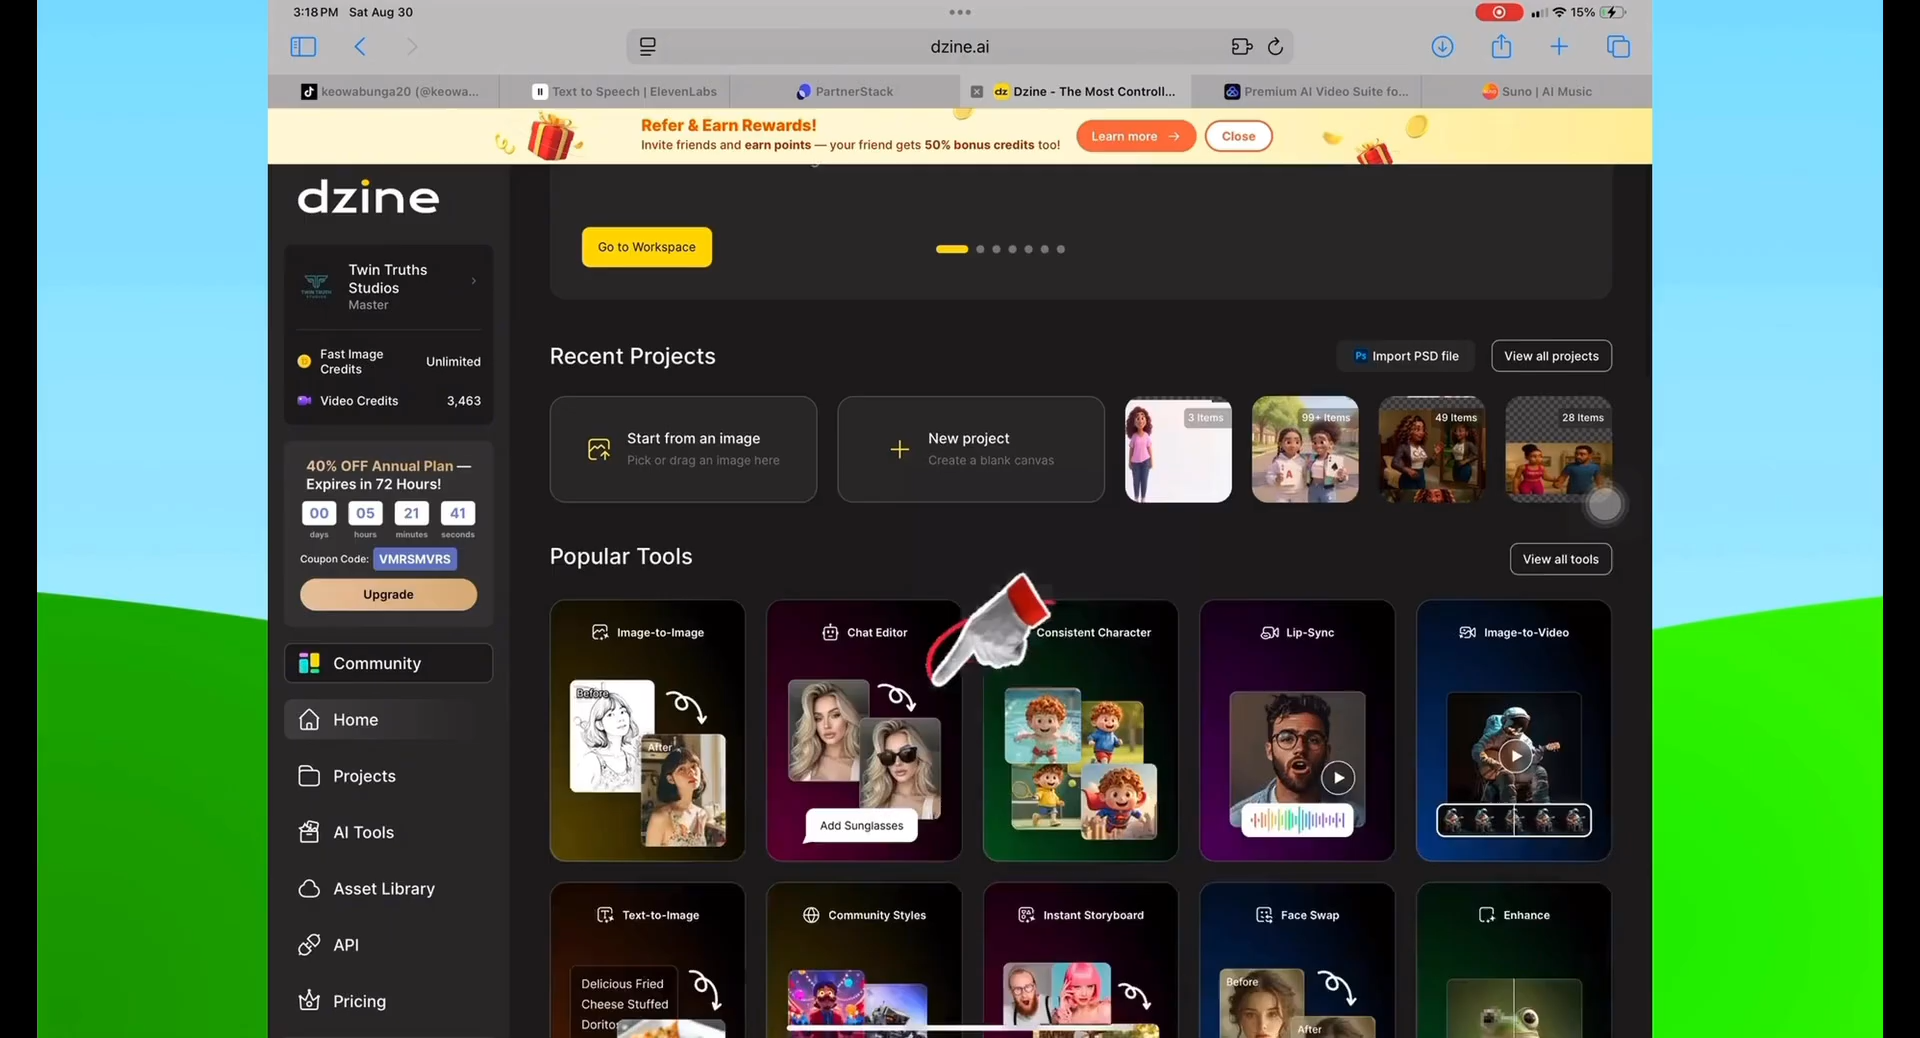 3:18 PM Sat Aug 30
15%
dzine.ai
keowabunga20 (@keowa...
Text to Speech | ElevenLabs
PartnerStack
dz Dzine - The Most Controll...
Premium AI Video Suite fo...
Suno | AI Music
Refer & Earn Rewards!
Invite friends and earn points — your friend gets 50% bonus credits too!
Learn more
Close
dzine
Twin Truths
Studios
Master
Fast Image
Credits
Unlimited
Video Credits
3,463
40% OFF Annual Plan —
Expires in 72 Hours!
00 05 21 41
days hours minutes seconds
Coupon Code: VMRSMVRS
Upgrade
Community
Home
Projects
AI Tools
Asset Library
API
Pricing
Go to Workspace
Recent Projects
Ps Import PSD file
View all projects
Start from an image
Pick or drag an image here
New project
Create a blank canvas
3 Items
99+ Items
49 Items
28 Items
Popular Tools
View all tools
Image-to-Image
Before
After
Chat Editor
Add Sunglasses
Consistent Character
Lip-Sync
Image-to-Video
Text-to-Image
Delicious Fried
Cheese Stuffed
Community Styles
Instant Storyboard
Face Swap
Before
After
Enhance